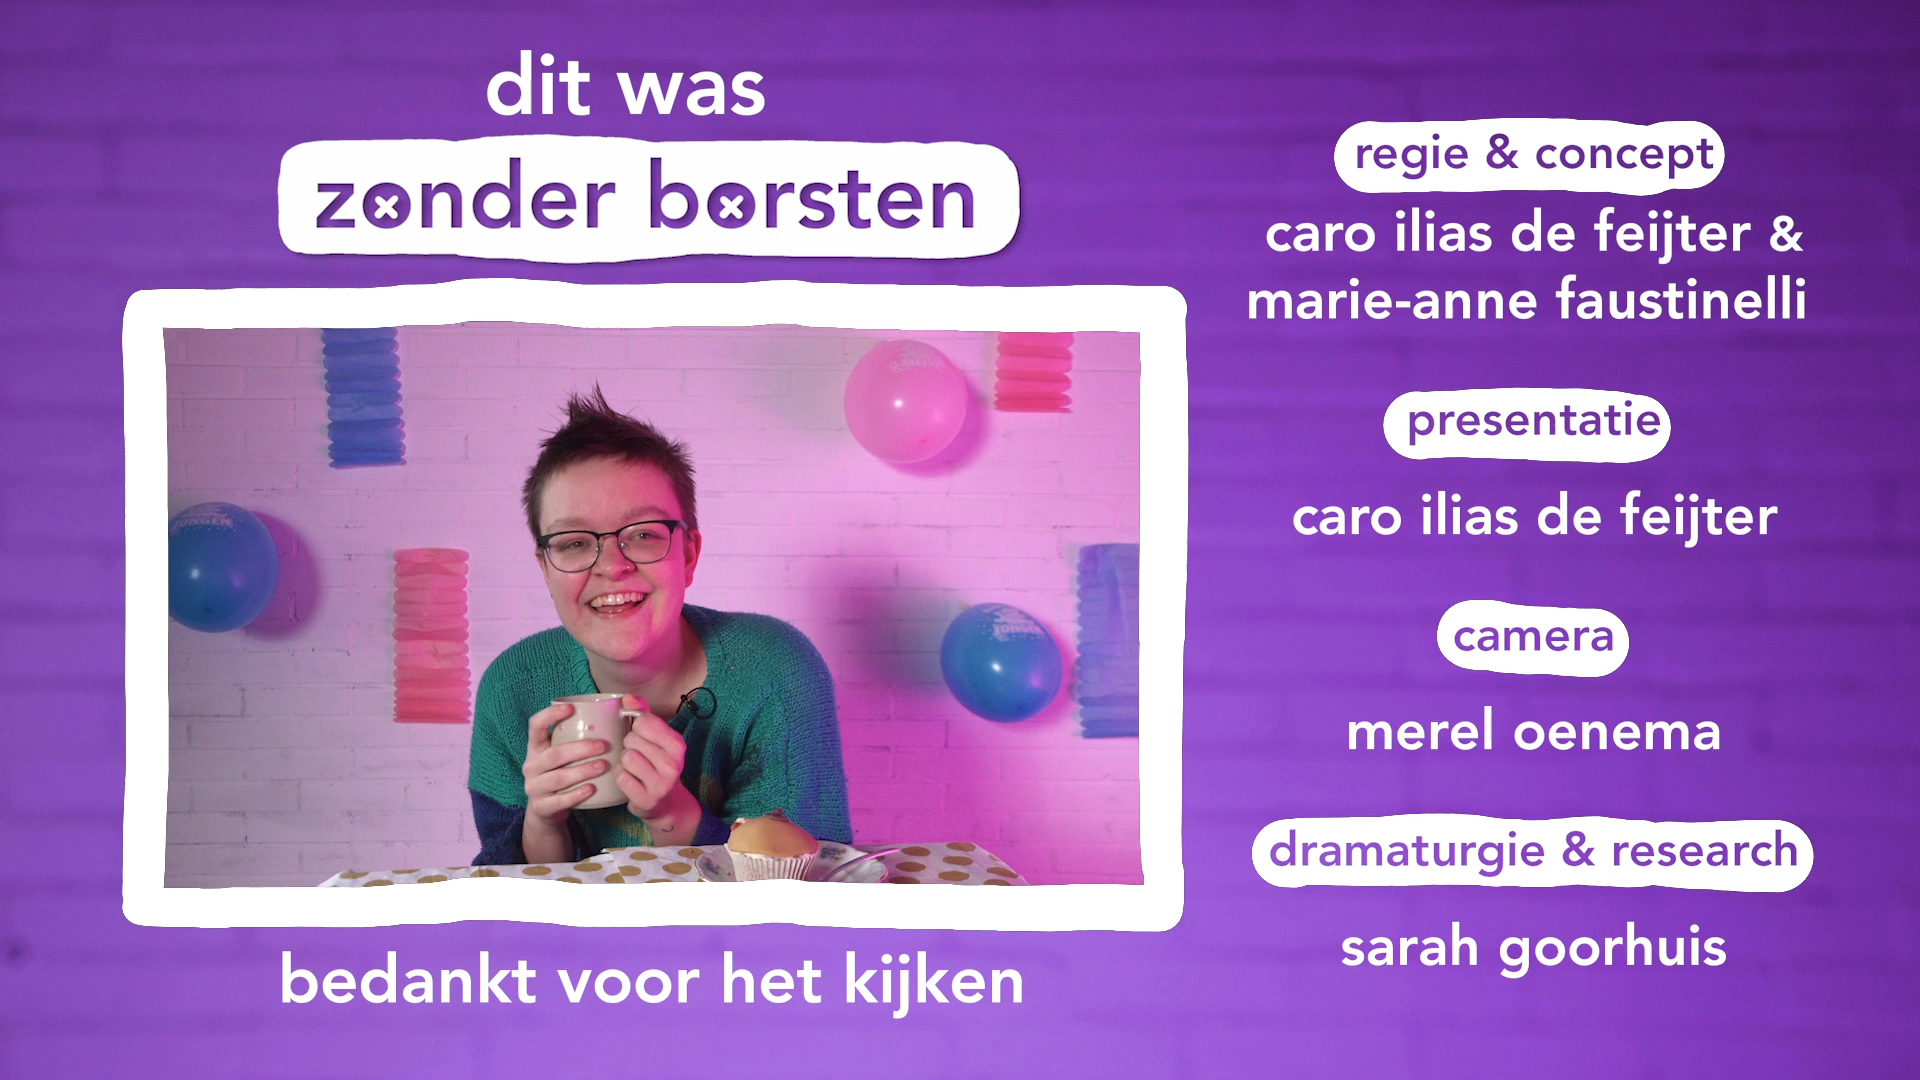 dit was
zonder borsten
bedankt voor het kijken
regie & concept
caro ilias de feijter &
marie-anne faustinelli
presentatie
caro ilias de feijter
camera
merel oenema
dramaturgie & research
sarah goorhuis